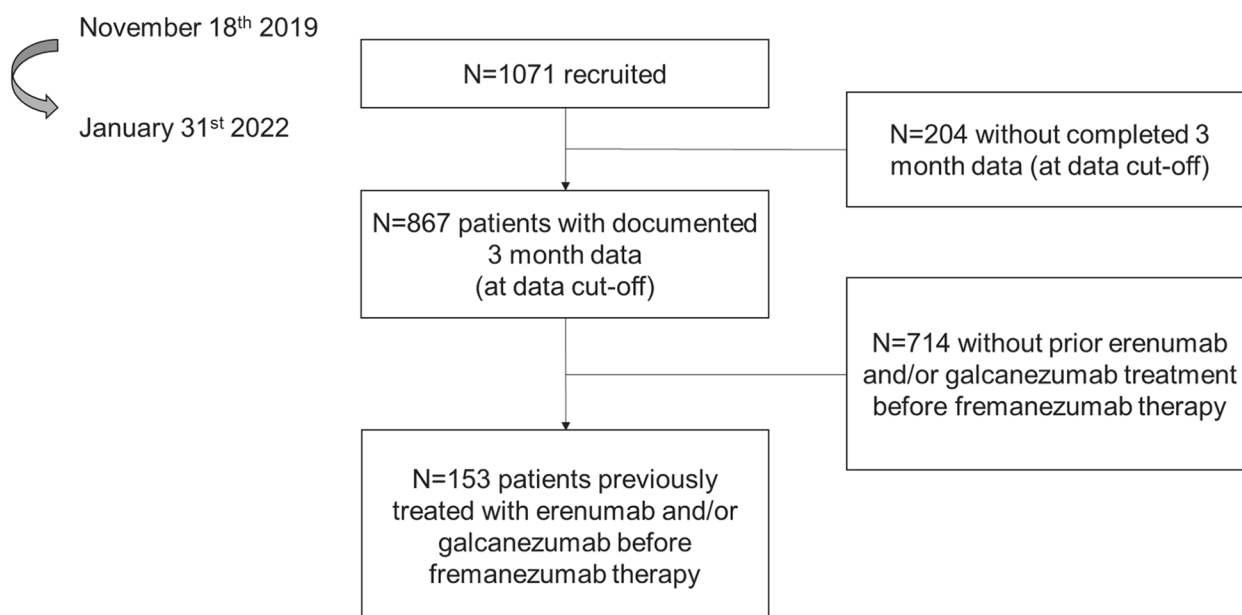 November 18th 2019
January 31st 2022
N=1071 recruited
N=204 without completed 3
month data (at data cut-off)
N=867 patients with documented
3 month data
(at data cut-off)
N=714 without prior erenumab
and/or galcanezumab treatment
before fremanezumab therapy
N=153 patients previously
treated with erenumab and/or
galcanezumab before
fremanezumab therapy